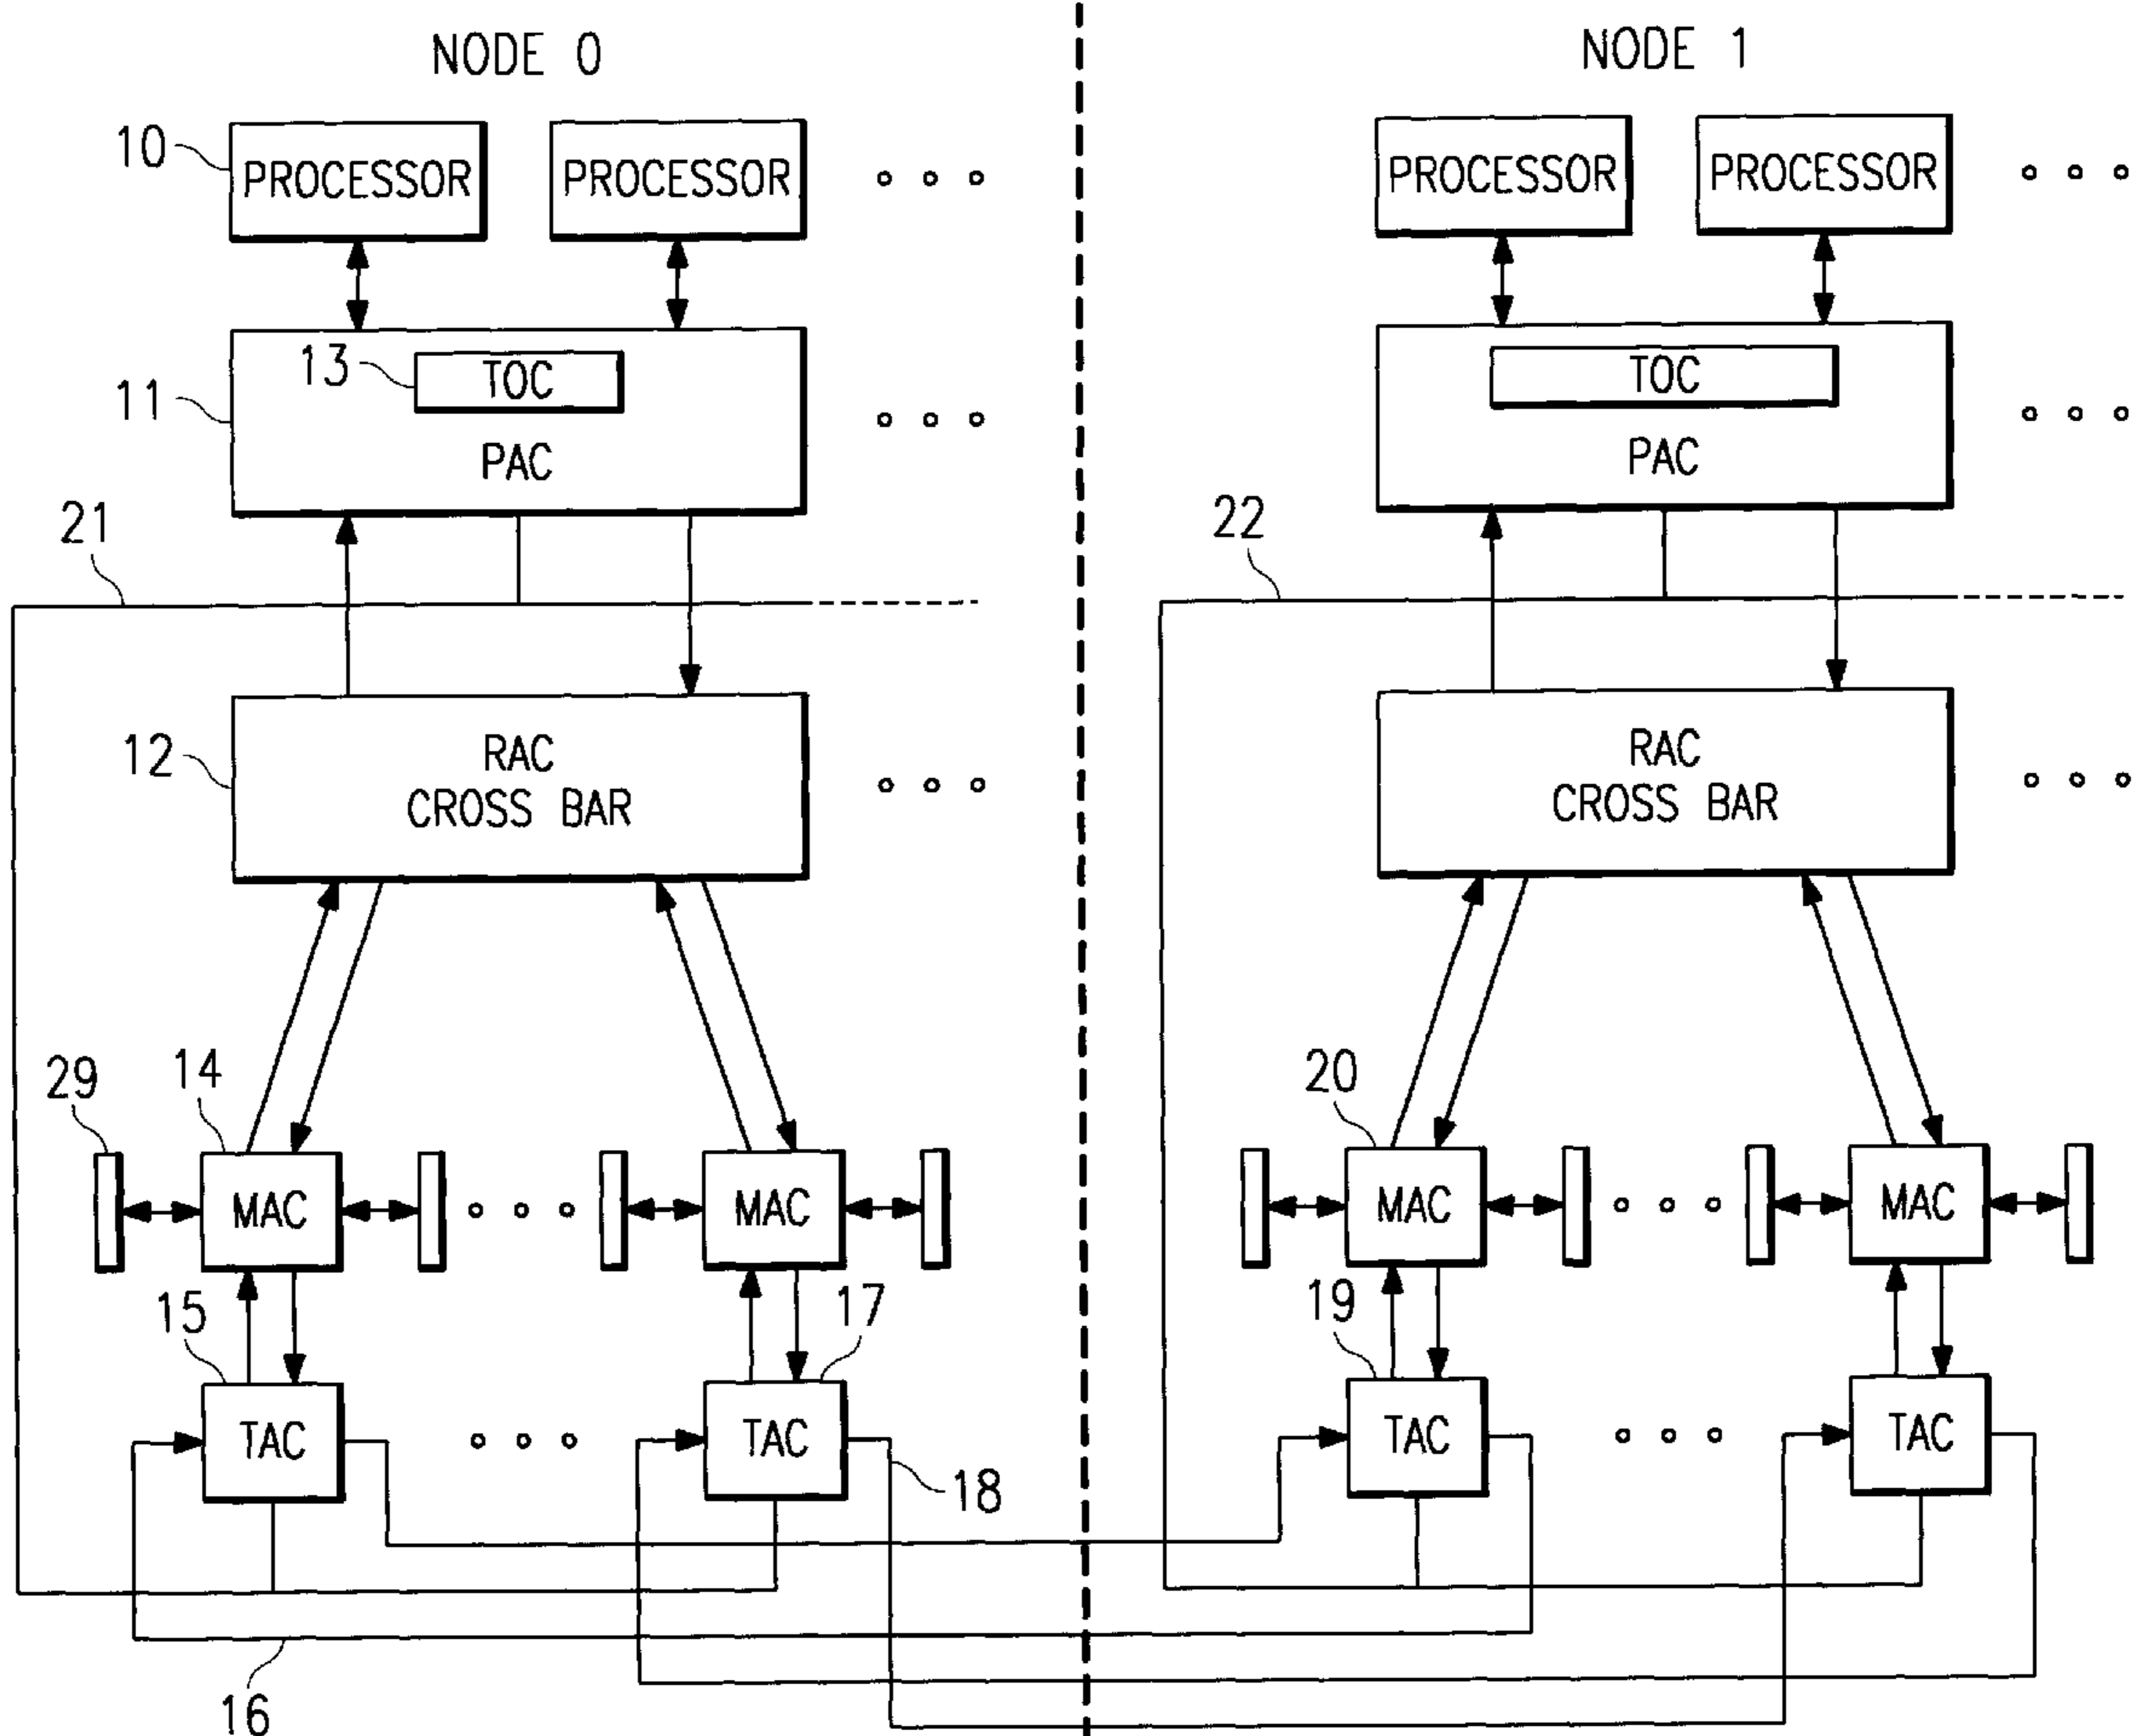 NODE 0
NODE 1
10
PROCESSOR
PROCESSOR
PROCESSOR
PROCESSOR
13
TOC
TOC
11
PAC
PAC
21
22
12
RAC
CROSS BAR
RAC
CROSS BAR
29
14
20
MAC
MAC
MAC
MAC
15
17
19
TAC
TAC
TAC
TAC
18
16